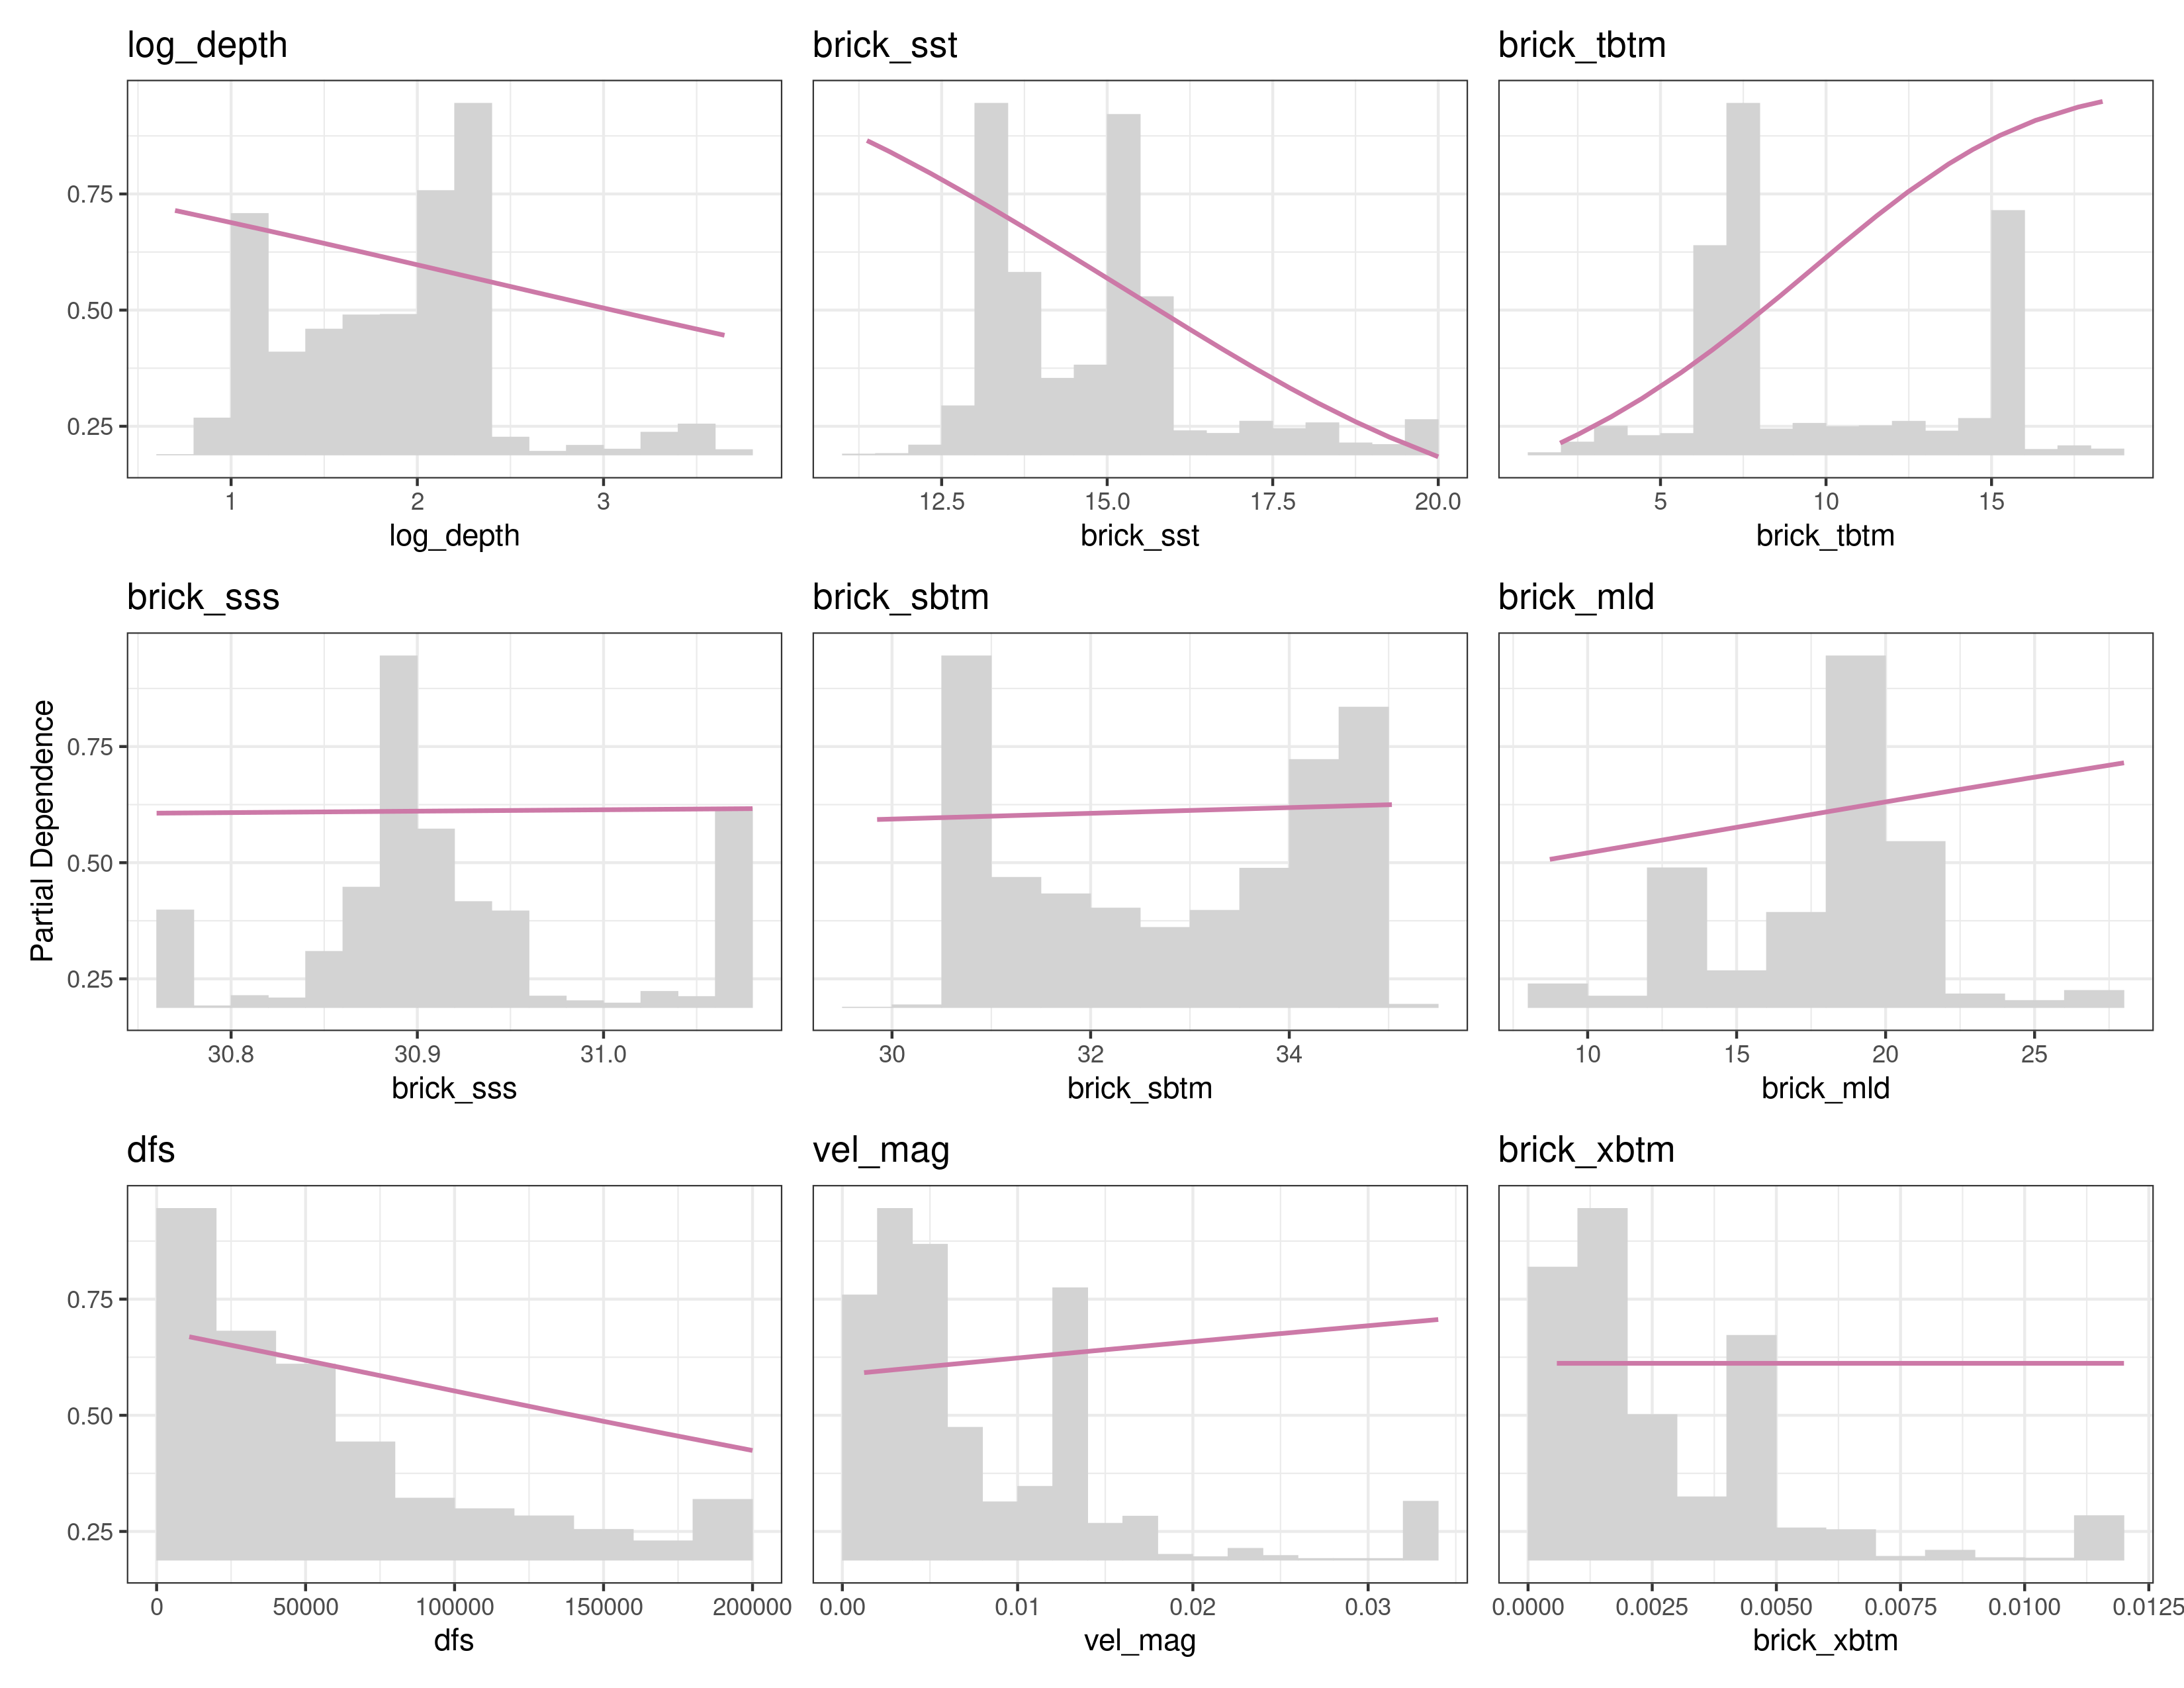 log_depth
brick_sst
brick_tbtm
0.75
0.50
0.25
1 2 3
12.5 15.0 17.5 20.0
5 10 15
log_depth
brick_sst
brick_tbtm
brick_sss
brick_sbtm
brick_mld
Partial Dependence
0.75
0.50
0.25
30.8 30.9 31.0
30 32 34
10 15 20 25
brick_sss
brick_sbtm
brick_mld
dfs
vel_mag
brick_xbtm
0.75
0.50
0.25
0 50000 100000 150000 200000
0.00 0.01 0.02 0.03
0.0000 0.0025 0.0050 0.0075 0.0100 0.0125
dfs
vel_mag
brick_xbtm